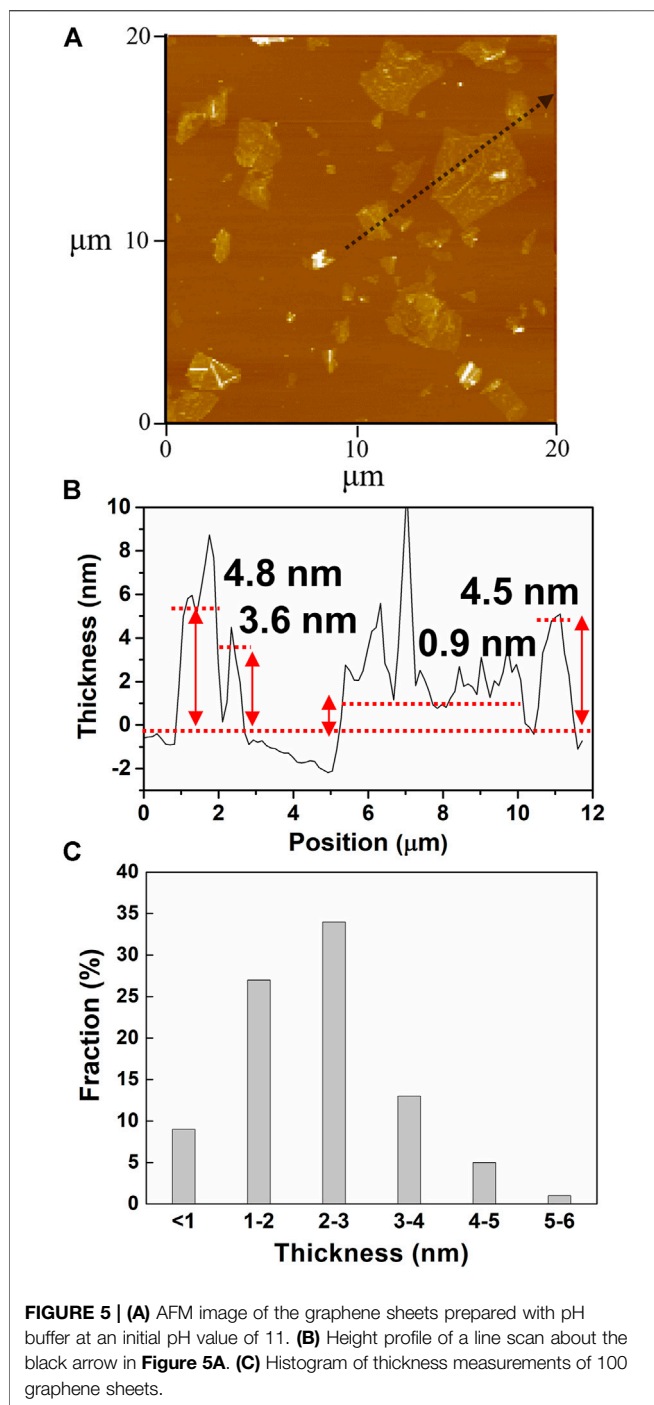 A
20
μm
10
0
0
10
20
μm
B
10
8
6
4
2
0
-2
Thickness (nm)
4.8 nm
3.6 nm
0.9 nm
4.5 nm
0
2
4
6
8
10
12
Position (μm)
C
40
35
30
25
20
15
10
5
0
Fraction (%)
<1
1-2
2-3
3-4
4-5
5-6
Thickness (nm)
FIGURE 5 | (A) AFM image of the graphene sheets prepared with pH
buffer at an initial pH value of 11. (B) Height profile of a line scan about the
black arrow in Figure 5A. (C) Histogram of thickness measurements of 100
graphene sheets.